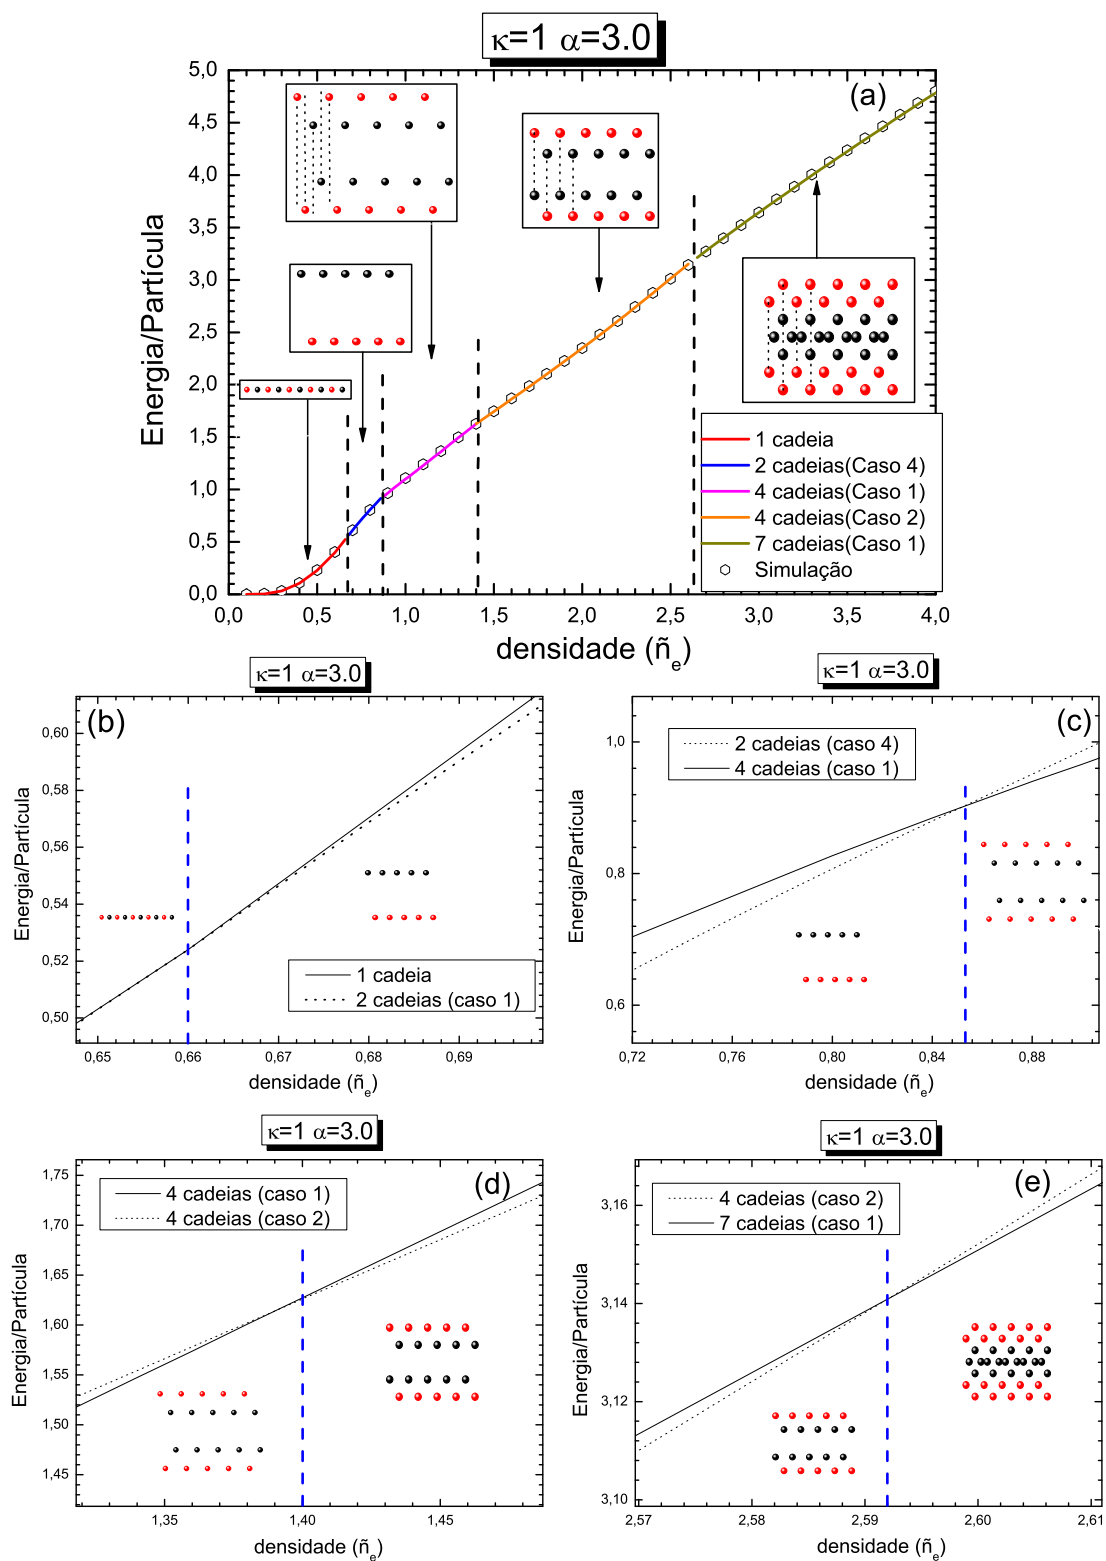 κ=1 α=3.0
(a)
Energia/Partícula
5,0
4,5
4,0
3,5
3,0
2,5
2,0
1,5
1,0
0,5
0,0
1 cadeia
2 cadeias(Caso 4)
4 cadeias(Caso 1)
4 cadeias(Caso 2)
7 cadeias(Caso 1)
Simulação
0,0 0,5 1,0 1,5 2,0 2,5 3,0 3,5 4,0
densidade (ñe)
κ=1 α=3.0
(b)
Energia/Partícula
0,60
0,58
0,56
0,54
0,52
0,50
1 cadeia
2 cadeias (caso 1)
0,65 0,66 0,67 0,68 0,69
densidade (ñe)
κ=1 α=3.0
(c)
Energia/Partícula
2 cadeias (caso 4)
4 cadeias (caso 1)
1,0
0,8
0,6
0,72 0,76 0,80 0,84 0,88
densidade (ñe)
κ=1 α=3.0
(d)
Energia/Partícula
4 cadeias (caso 1)
4 cadeias (caso 2)
1,75
1,70
1,65
1,60
1,55
1,50
1,45
1,35 1,40 1,45
densidade (ñe)
κ=1 α=3.0
(e)
Energia/Partícula
4 cadeias (caso 2)
7 cadeias (caso 1)
3,16
3,14
3,12
3,10
2,57 2,58 2,59 2,60 2,61
densidade (ñe)